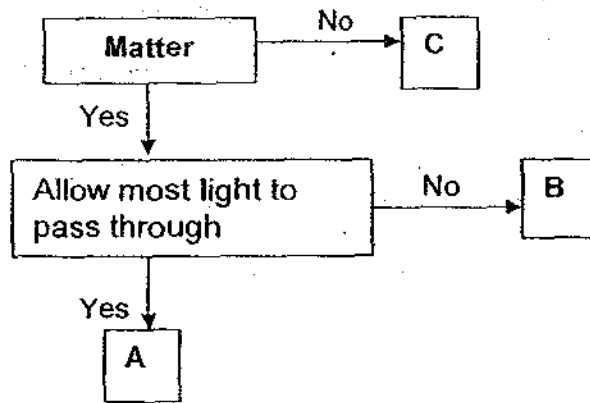 Matter
No
C
Yes
Allow most light to
pass through
No
B
Yes
A